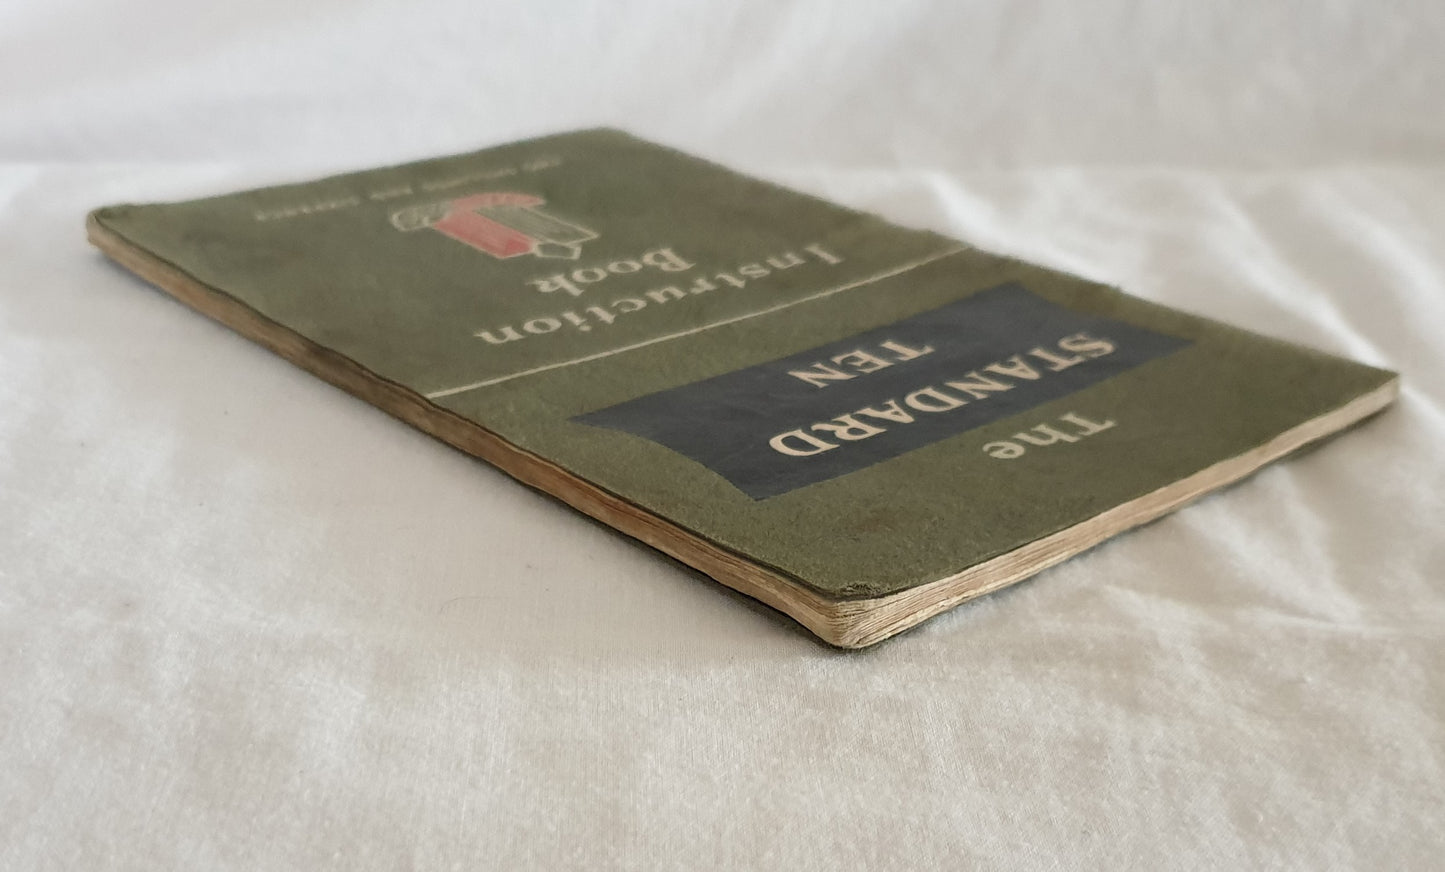 The
STANDARD
TEN
Instruction
Book